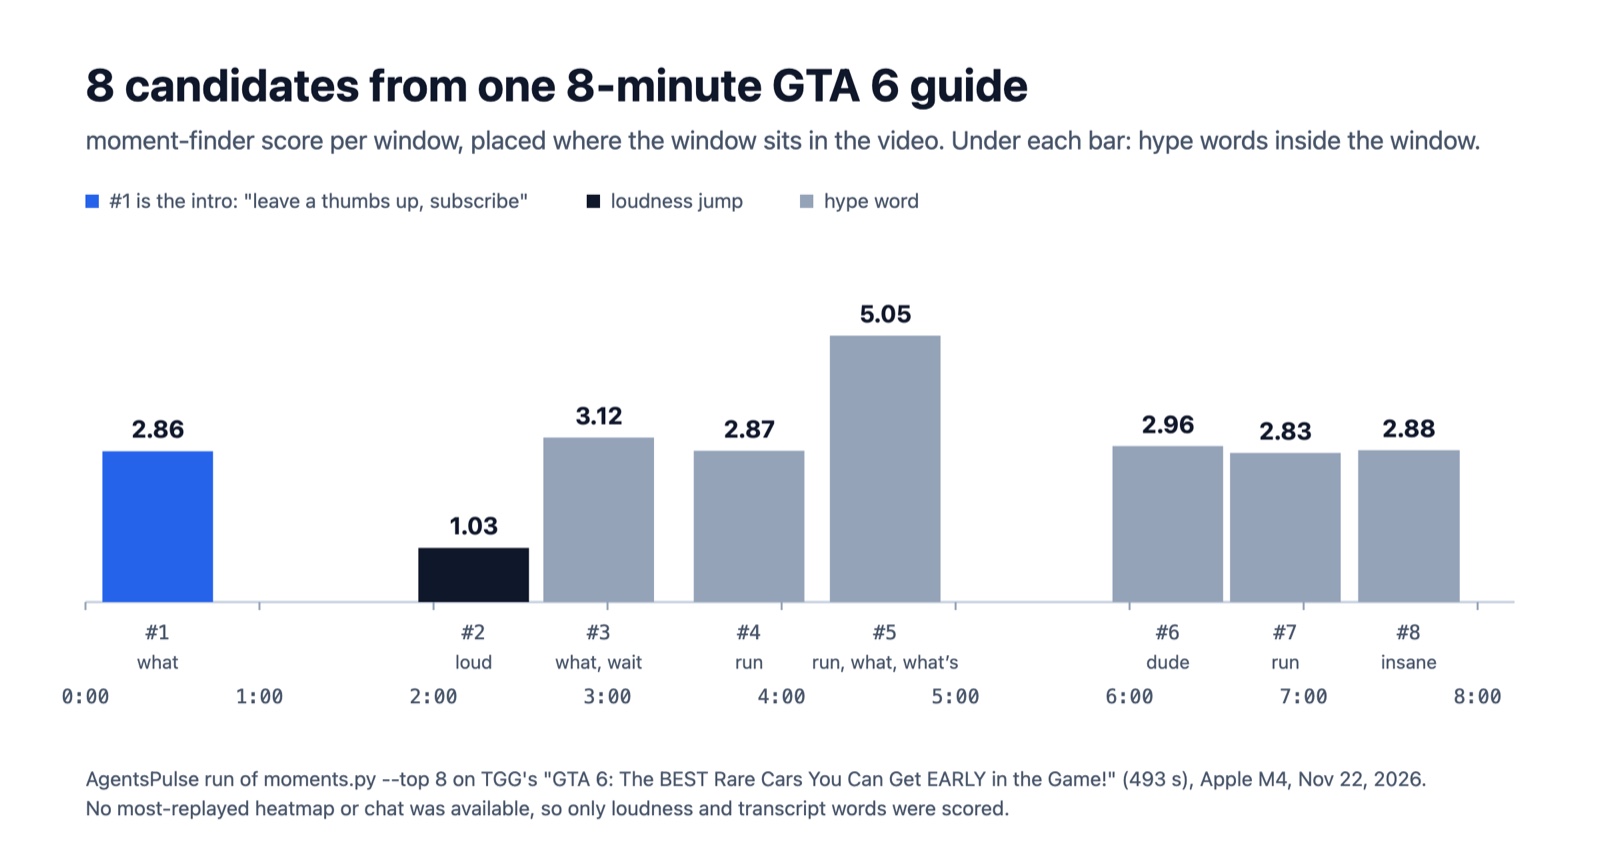 8 candidates from one 8-minute GTA 6 guide
moment-finder score per window, placed where the window sits in the video. Under each bar: hype words inside the window.
#1 is the intro: "leave a thumbs up, subscribe" loudness jump hype word
5.05
3.12
2.86 2.87 2.96 2.83 2.88
1.03
#1 #2 #3 #4 #5 #6 #7 #8
what loud what, wait run run, what, what's dude run insane
0:00 1:00 2:00 3:00 4:00 5:00 6:00 7:00 8:00
AgentsPulse run of moments.py --top 8 on TGG's "GTA 6: The BEST Rare Cars You Can Get EARLY in the Game!" (493 s), Apple M4, Nov 22, 2026.
No most-replayed heatmap or chat was available, so only loudness and transcript words were scored.